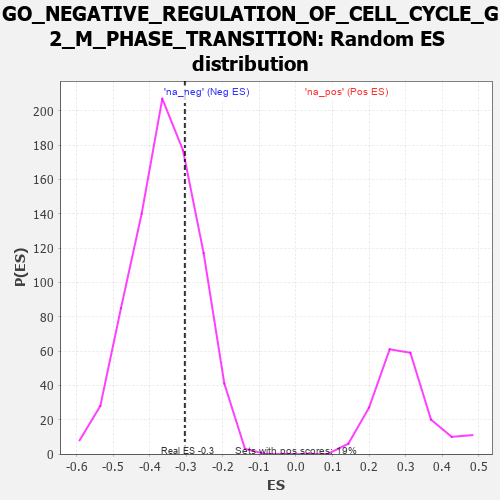 GO_NEGATIVE_REGULATION_OF_CELL_CYCLE_G
2_M_PHASE_TRANSITION: Random ES
distribution
'na_neg' (Neg ES)
'na_pos' (Pos ES)
200
180
160
140
120
100
80
60
40
20
0
P(ES)
Real ES -0.3
Sets with pos scores: 19%
-0.6 -0.5 -0.4 -0.3 -0.2 -0.1 0.0 0.1 0.2 0.3 0.4 0.5
ES